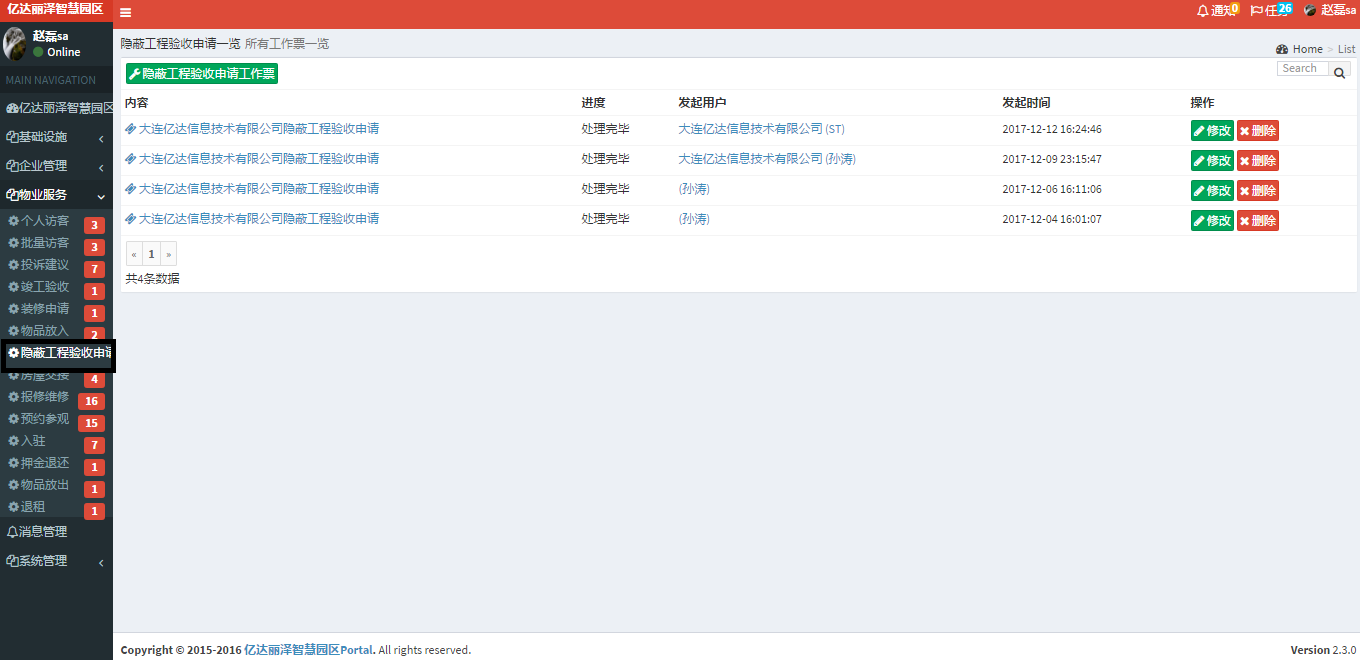 亿达丽泽智慧园区
通知 0
任务 26
赵磊sa
赵磊sa
Online
MAIN NAVIGATION
亿达丽泽智慧园区
基础设施
企业管理
物业服务
个人访客 3
批量访客 3
投诉建议 7
竣工验收 1
装修申请 1
物品放入 2
隐蔽工程验收申请
房屋交接 4
报修维修 16
预约参观 15
入驻 7
押金退还 1
物品放出 1
退租 1
消息管理
系统管理
隐蔽工程验收申请一览 所有工作票一览
Home > List
隐蔽工程验收申请工作票
Search
内容 进度 发起用户 发起时间 操作
大连亿达信息技术有限公司隐蔽工程验收申请 处理完毕 大连亿达信息技术有限公司 (ST) 2017-12-12 16:24:46 修改 删除
大连亿达信息技术有限公司隐蔽工程验收申请 处理完毕 大连亿达信息技术有限公司 (孙涛) 2017-12-09 23:15:47 修改 删除
大连亿达信息技术有限公司隐蔽工程验收申请 处理完毕 (孙涛) 2017-12-06 16:11:06 修改 删除
大连亿达信息技术有限公司隐蔽工程验收申请 处理完毕 (孙涛) 2017-12-04 16:01:07 修改 删除
« 1 »
共4条数据
Copyright © 2015-2016 亿达丽泽智慧园区Portal. All rights reserved.
Version 2.3.0